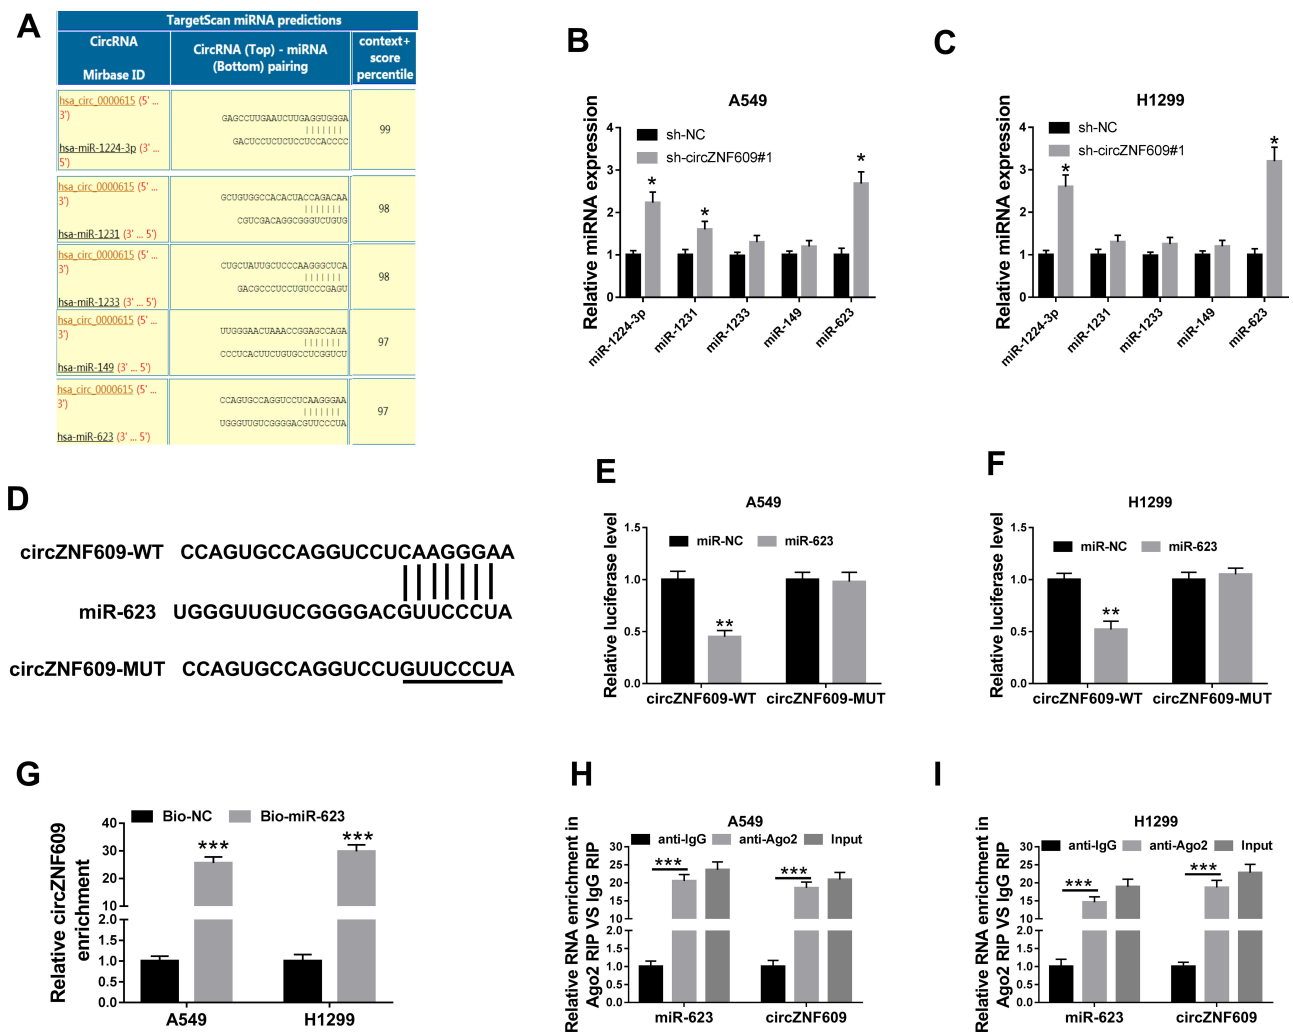 A
TargetScan miRNA predictions
CircRNA
Mirbase ID
CircRNA (Top) - miRNA
(Bottom) pairing
context+
score
percentile
hsa_circ_0000615 (5' ...
3')
hsa-miR-1224-3p (3' ...
5')
GAGCCUUGAAUCUUGAGGUGGGA
GACUCCUCUCUCCUCCACCCC
99
hsa_circ_0000615 (5' ...
3')
hsa-miR-1231 (3' ... 5')
GCUGUGGCCACACUACCAGACAA
CGUCGACAGGCGGGUCUGUG
98
hsa_circ_0000615 (5' ...
3')
hsa-miR-1233 (3' ... 5')
CUGCUAUUGCUCCCAAGGGCUCA
GACGCCCUCCUGUCCCGAGU
98
hsa_circ_0000615 (5' ...
3')
hsa-miR-149 (3' ... 5')
UUGGGAACUAAACCGGAGCCAGA
CCCUCACUUCUGUGCCUCGGUCU
97
hsa_circ_0000615 (5' ...
3')
hsa-miR-623 (3' ... 5')
CCAGUGCCAGGUCCUCAAGGGAA
UGGGUUGUCGGGGACGUUCCCUA
97
B
A549
Relative miRNA expression
sh-NC
sh-circZNF609#1
4
3
2
1
0
* * *
miR-1224-3p
miR-1231
miR-1233
miR-149
miR-623
C
H1299
Relative miRNA expression
sh-NC
sh-circZNF609#1
4
3
2
1
0
* *
miR-1224-3p
miR-1231
miR-1233
miR-149
miR-623
D
circZNF609-WT CCAGUGCCAGGUCCUCAAGGGAA
miR-623 UGGGUUGUCGGGGACGUUCCCUA
circZNF609-MUT CCAGUGCCAGGUCCUGUUCCCUA
E
A549
Relative luciferase level
miR-NC miR-623
1.5
1.0
0.5
0.0
**
circZNF609-WT circZNF609-MUT
F
H1299
Relative luciferase level
miR-NC miR-623
1.5
1.0
0.5
0.0
**
circZNF609-WT circZNF609-MUT
G
Relative circZNF609
enrichment
Bio-NC Bio-miR-623
40
30
20
10
2.0
1.5
1.0
0.5
0.0
*** ***
A549 H1299
H
A549
Relative RNA enrichment in
Ago2 RIP VS IgG RIP
anti-IgG anti-Ago2 Input
30
25
20
15
10
2.0
1.5
1.0
0.5
0.0
*** ***
miR-623 circZNF609
I
H1299
Relative RNA enrichment in
Ago2 RIP VS IgG RIP
anti-IgG anti-Ago2 Input
30
25
20
15
10
2.0
1.5
1.0
0.5
0.0
*** ***
miR-623 circZNF609